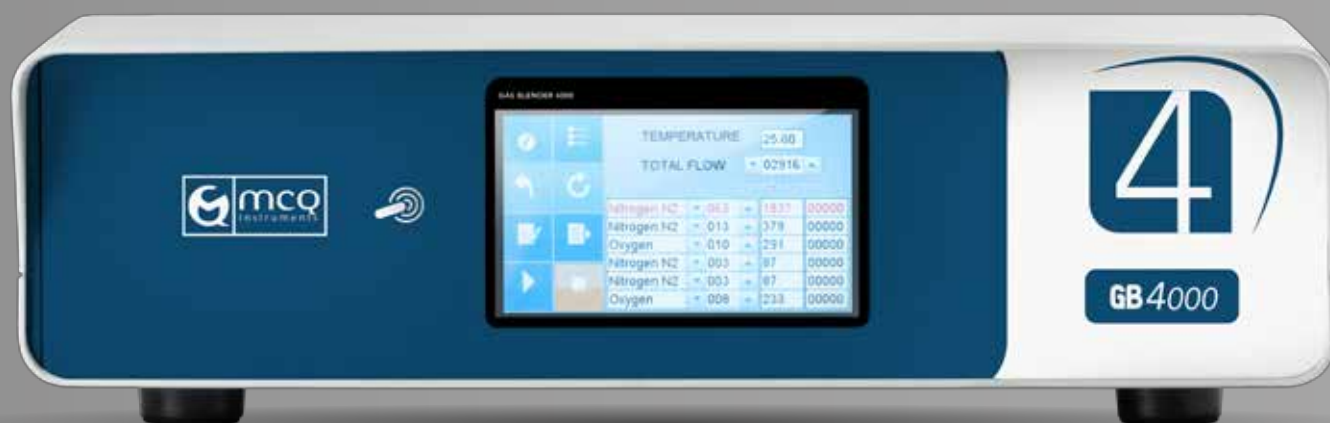 mcq
instruments
GAS BLENDER 4000
TEMPERATURE 25.00
TOTAL FLOW 02916
Nitrogen N2 063 1837 00000
Nitrogen N2 013 379 00000
Oxygen 010 291 00000
Nitrogen N2 003 87 00000
Nitrogen N2 003 87 00000
Oxygen 008 233 00000
4
GB4000